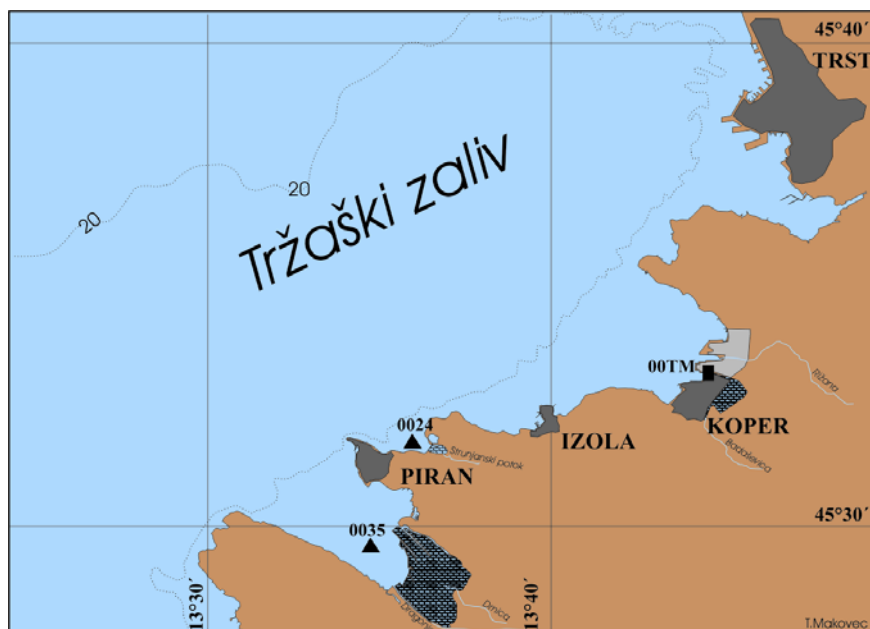 45°40´
TRST
20
20
Tržaški zaliv
00TM
Rižana
0024
KOPER
IZOLA
Strunjanski potok
Badaševica
PIRAN
45°30´
0035
13°30´
13°40´
Drnica
Dragonja
T.Makovec